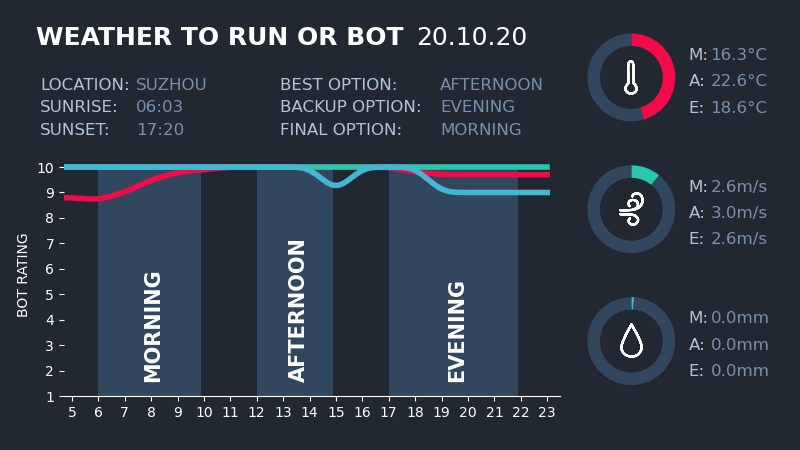 WEATHER TO RUN OR BOT 20.10.20
LOCATION: SUZHOU
SUNRISE: 06:03
SUNSET: 17:20
BEST OPTION: AFTERNOON
BACKUP OPTION: EVENING
FINAL OPTION: MORNING
M: 16.3°C
A: 22.6°C
E: 18.6°C
M: 2.6m/s
A: 3.0m/s
E: 2.6m/s
M: 0.0mm
A: 0.0mm
E: 0.0mm
BOT RATING
10
9
8
7
6
5
4
3
2
1
MORNING
AFTERNOON
EVENING
5 6 7 8 9 10 11 12 13 14 15 16 17 18 19 20 21 22 23